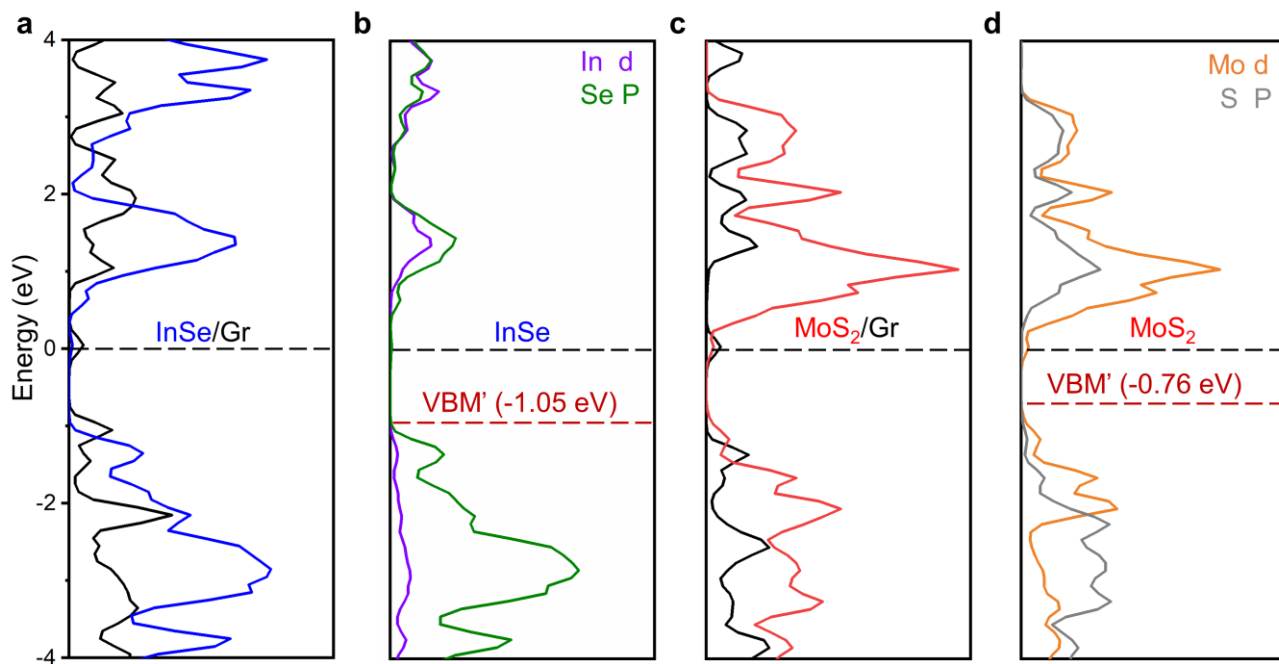 a b c d
4
2
0
-2
-4
Energy (eV)
InSe/Gr
In d
Se P
InSe
VBM' (-1.05 eV)
MoS₂/Gr
Mo d
S P
MoS₂
VBM' (-0.76 eV)